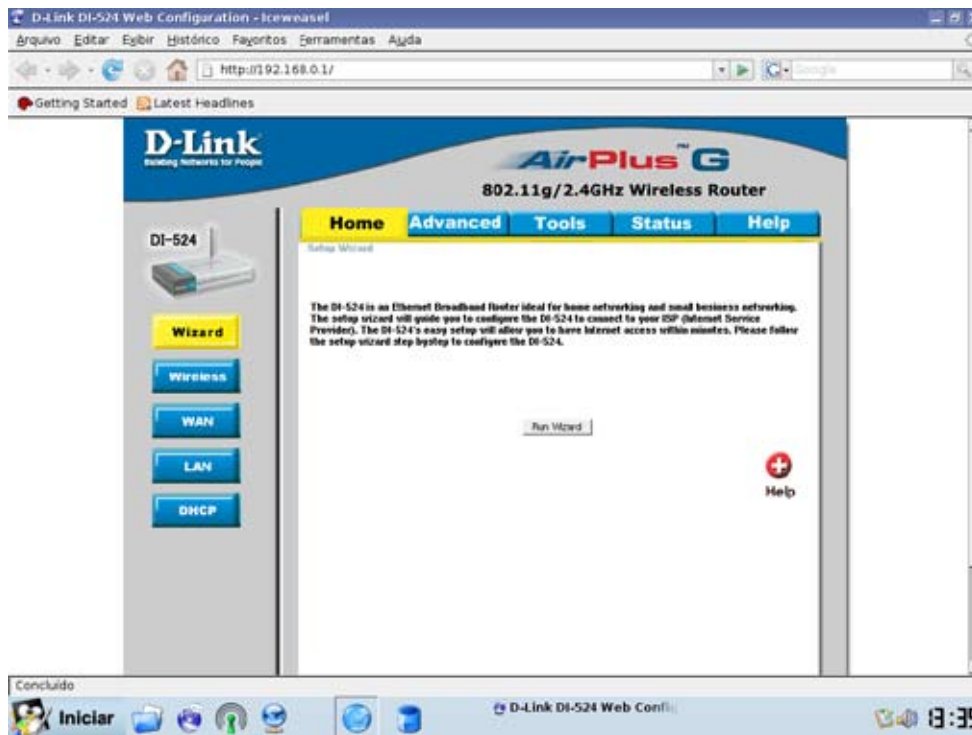 D-Link DI-524 Web Configuration - Iceweasel
Arquivo Editar Exibir Histórico Favoritos Ferramentas Ajuda
http://192.168.0.1/
Google
Getting Started Latest Headlines
D-Link
Building Networks for People
AirPlus G
TM
802.11g/2.4GHz Wireless Router
Home Advanced Tools Status Help
DI-524
Setup Wizard
The DI-524 is an Ethernet Broadband Router ideal for home networking and small business networking.
The setup wizard will guide you to configure the DI-524 to connect to your ISP (Internet Service
Provider). The DI-524's easy setup will allow you to have Internet access within minutes. Please follow
the setup wizard step bystep to configure the DI-524.
Wizard
Wireless
WAN
LAN
DHCP
Run Wizard
Help
Concluído
Iniciar
D-Link DI-524 Web Config